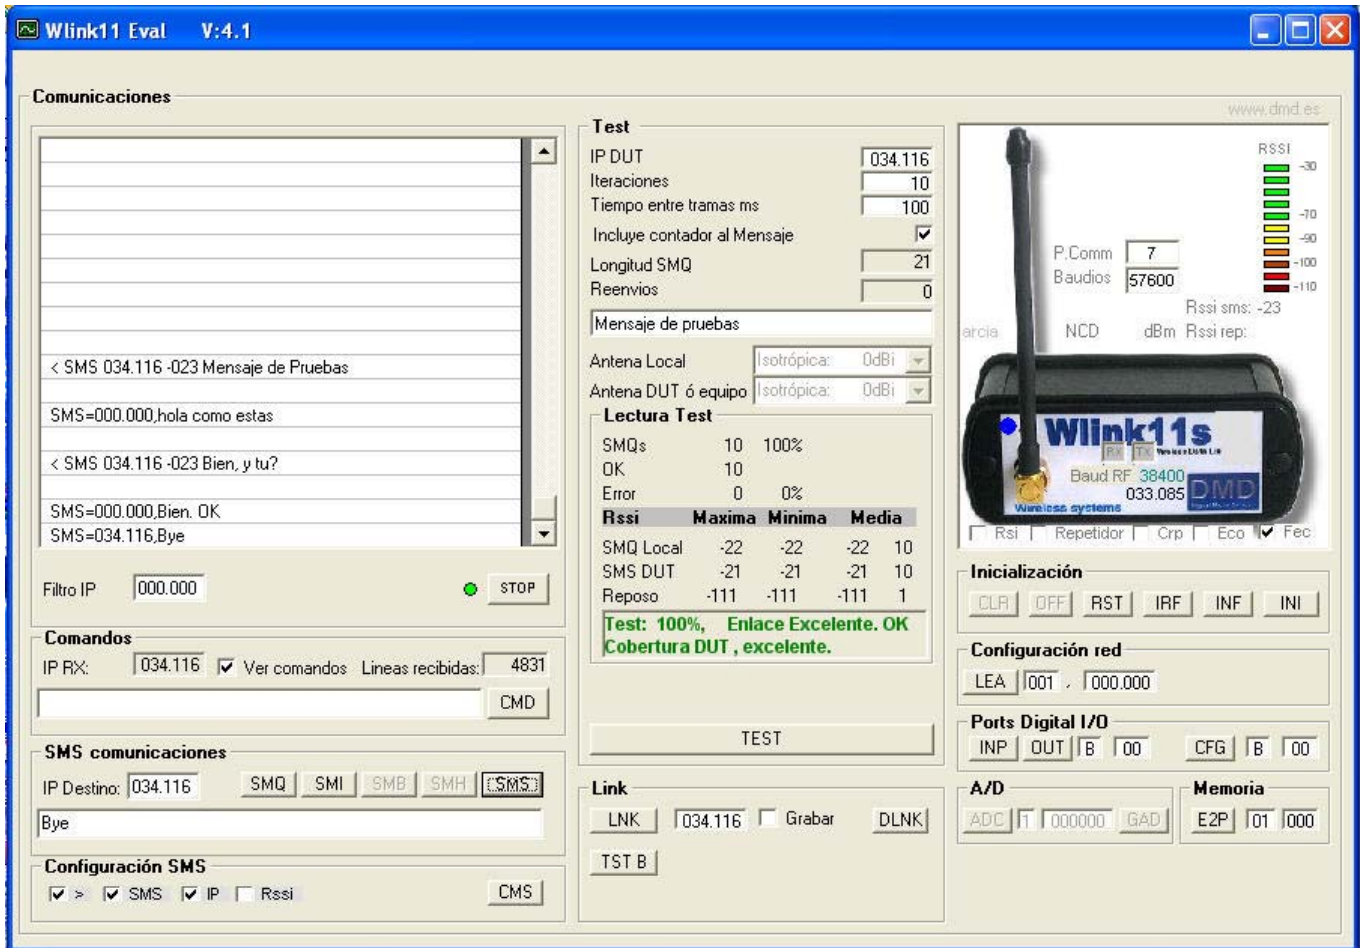 Wlink11 Eval V:4.1
Comunicaciones
www.dmd.es
< SMS 034.116 -023 Mensaje de Pruebas
SMS=000.000,hola como estas
< SMS 034.116 -023 Bien, y tu?
SMS=000.000,Bien. OK
SMS=034.116,Bye
Filtro IP 000.000 STOP
Comandos
IP RX: 034.116 Ver comandos Lineas recibidas: 4831
CMD
SMS comunicaciones
IP Destino: 034.116 SMQ SMI SMB SMH SMS
Bye
Configuración SMS
> SMS IP Rssi CMS
Test
IP DUT 034.116
Iteraciones 10
Tiempo entre tramas ms 100
Incluye contador al Mensaje
Longitud SMQ 21
Reenvios 0
Mensaje de pruebas
Antena Local Isotrópica: 0dBi
Antena DUT ó equipo Isotrópica: 0dBi
Lectura Test
SMQs 10 100%
OK 10
Error 0 0%
Rssi Maxima Minima Media
SMQ Local -22 -22 -22 10
SMS DUT -21 -21 -21 10
Reposo -111 -111 -111 1
Test: 100%, Enlace Excelente. OK
Cobertura DUT , excelente.
TEST
Link
LNK 034.116 Grabar DLNK
TST B
RSSI
-30
-70
-90
-100
-110
P.Comm 7
Baudios 57600
Rssi sms: -23
arcia NCD dBm Rssi rep:
Wlink11s
RX TX Wireless Data Link
Baud RF 38400
033.085 DMD
Wireless systems
Rsi Repetidor Crp Eco Fec
Inicialización
CLR OFF RST IRF INF INI
Configuración red
LEA 001 , 000.000
Ports Digital I/O
INP OUT B 00 CFG B 00
A/D
ADC 1 000000 GAD
Memoria
E2P 01 000